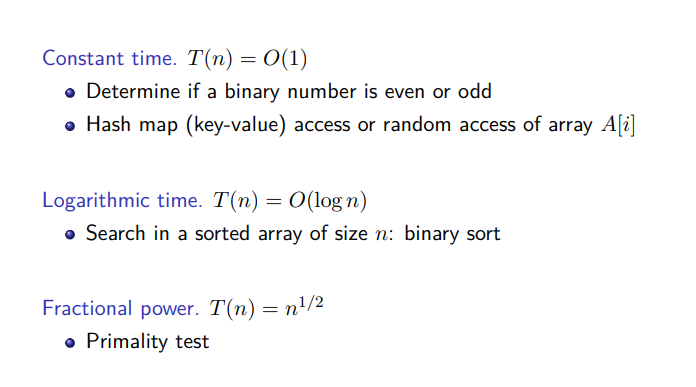 Constant time. T(n) = O(1)
Determine if a binary number is even or odd
Hash map (key-value) access or random access of array A[i]
Logarithmic time. T(n) = O(log n)
Search in a sorted array of size n: binary sort
Fractional power. T(n) = n^{1/2}
Primality test